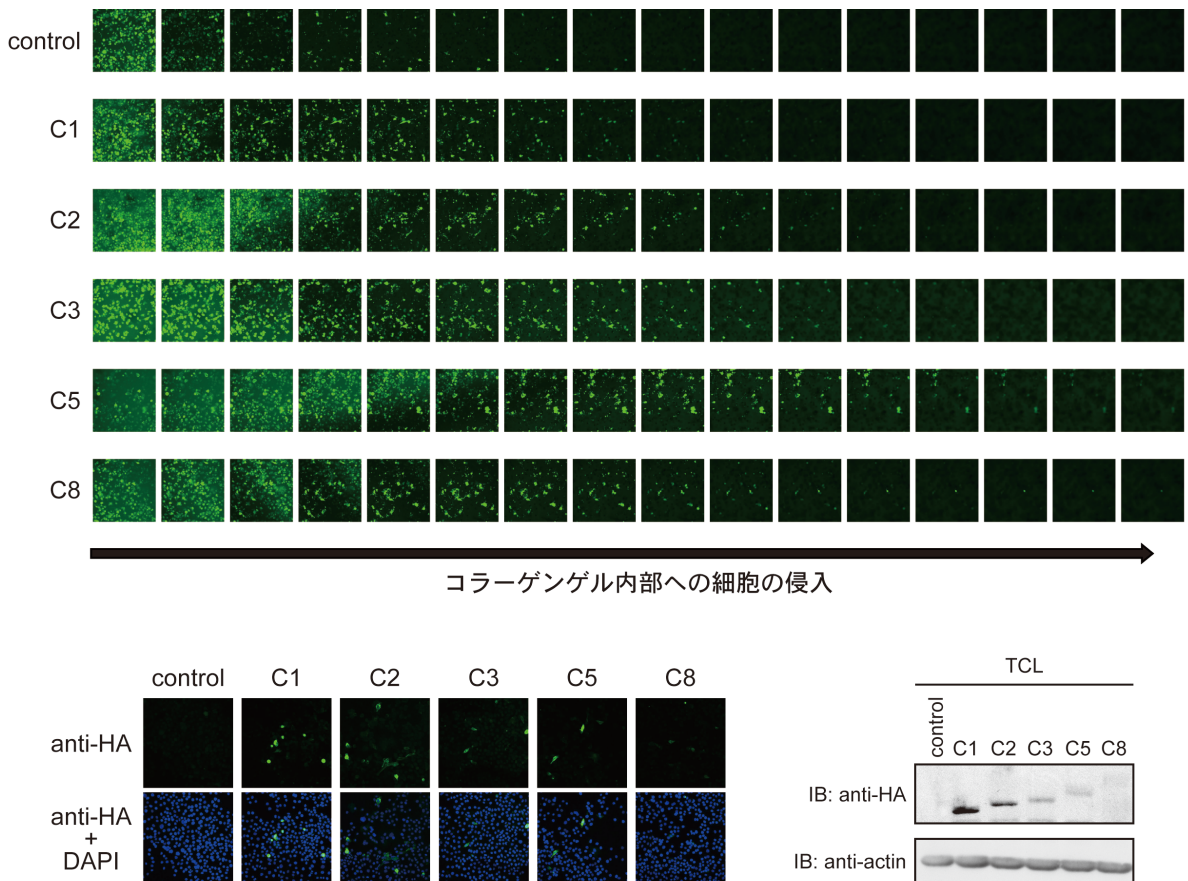 control
C1
C2
C3
C5
C8
コラーゲンゲル内部への細胞の侵入
control C1 C2 C3 C5 C8
anti-HA
anti-HA
+
DAPI
TCL
control C1 C2 C3 C5 C8
IB: anti-HA
IB: anti-actin